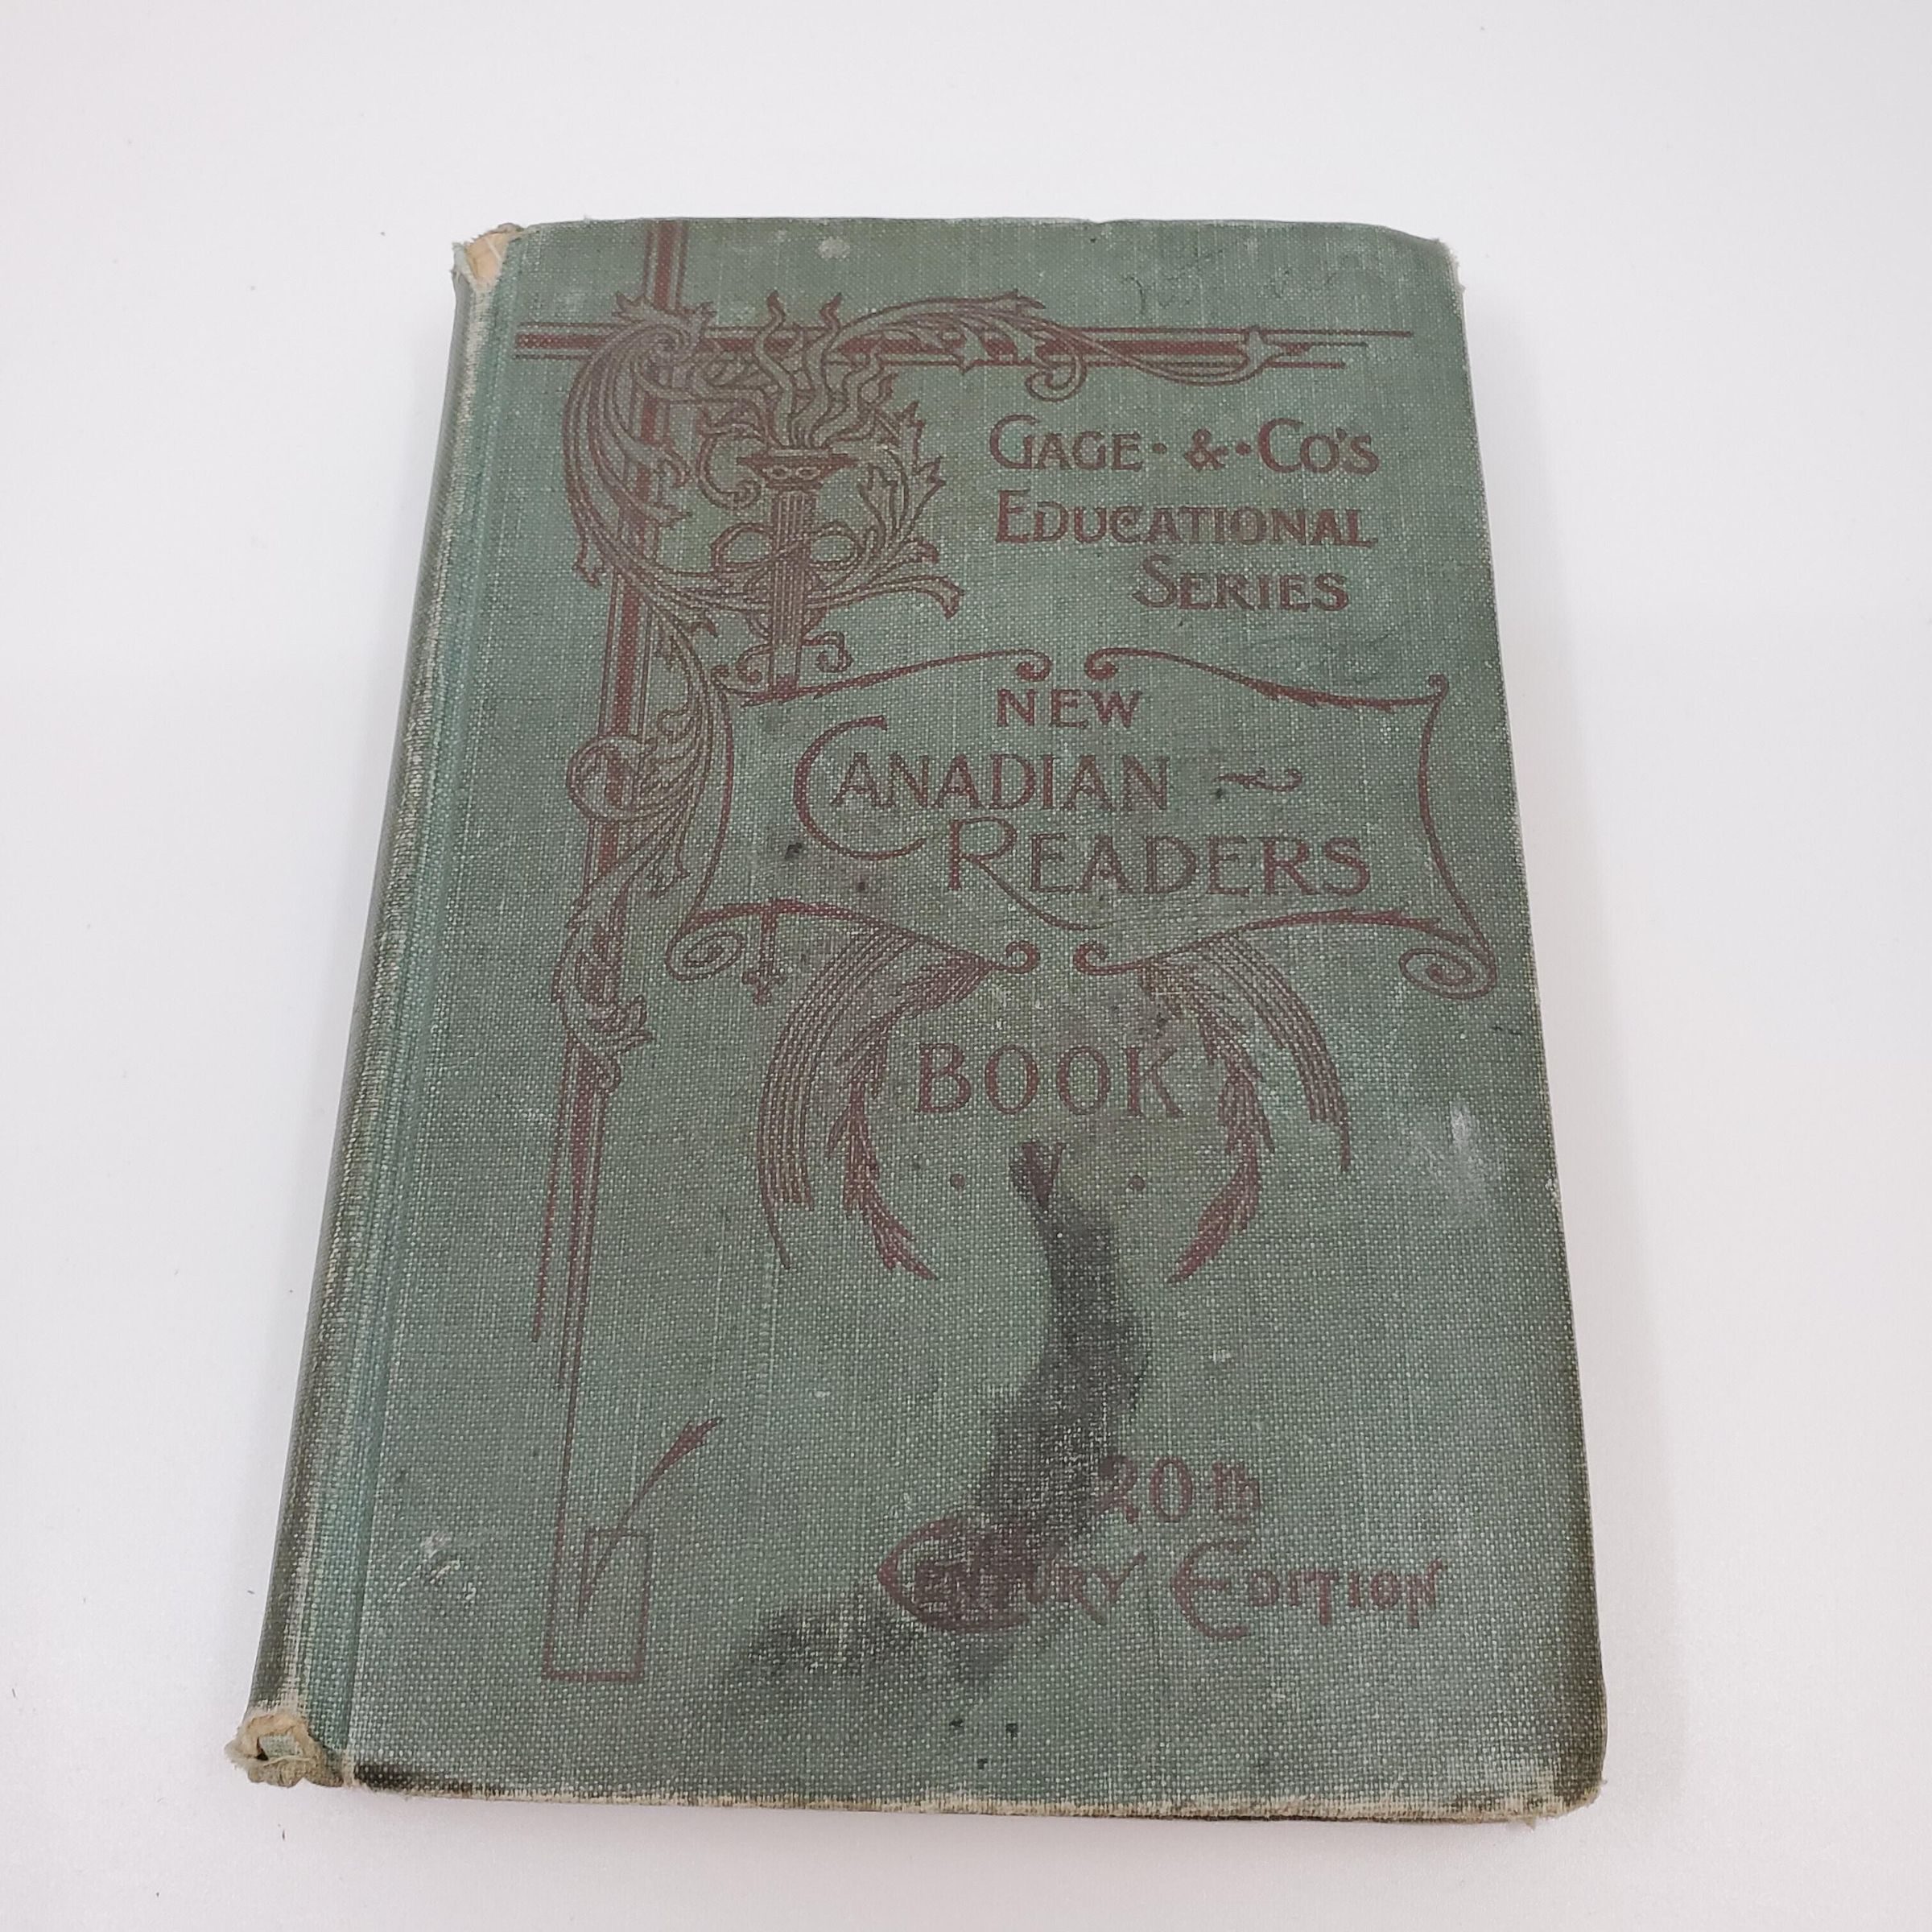 GAGE · & · CO'S
EDUCATIONAL
SERIES
NEW
CANADIAN
READERS
BOOK
· V ·
20th
CENTURY EDITION